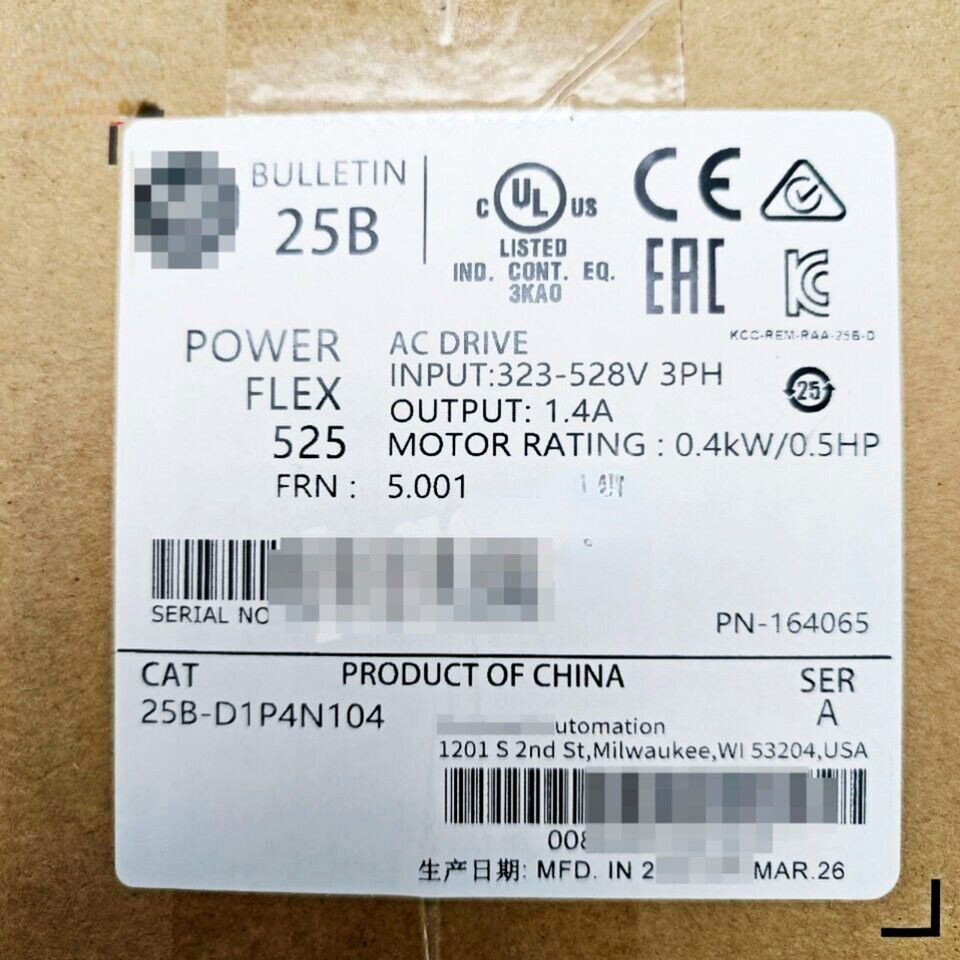 BULLETIN
25B
C UL US
LISTED
IND. CONT. EQ.
3KA0
CE
EAC
KCC-REM-RAA-25B-D
POWER
FLEX
525
AC DRIVE
INPUT:323-528V 3PH
OUTPUT: 1.4A
MOTOR RATING : 0.4kW/0.5HP
25
FRN : 5.001
SERIAL NO
PN-164065
CAT
25B-D1P4N104
PRODUCT OF CHINA
SER
A
utomation
1201 S 2nd St,Milwaukee,WI 53204,USA
008
生产日期: MFD. IN 2 MAR.26